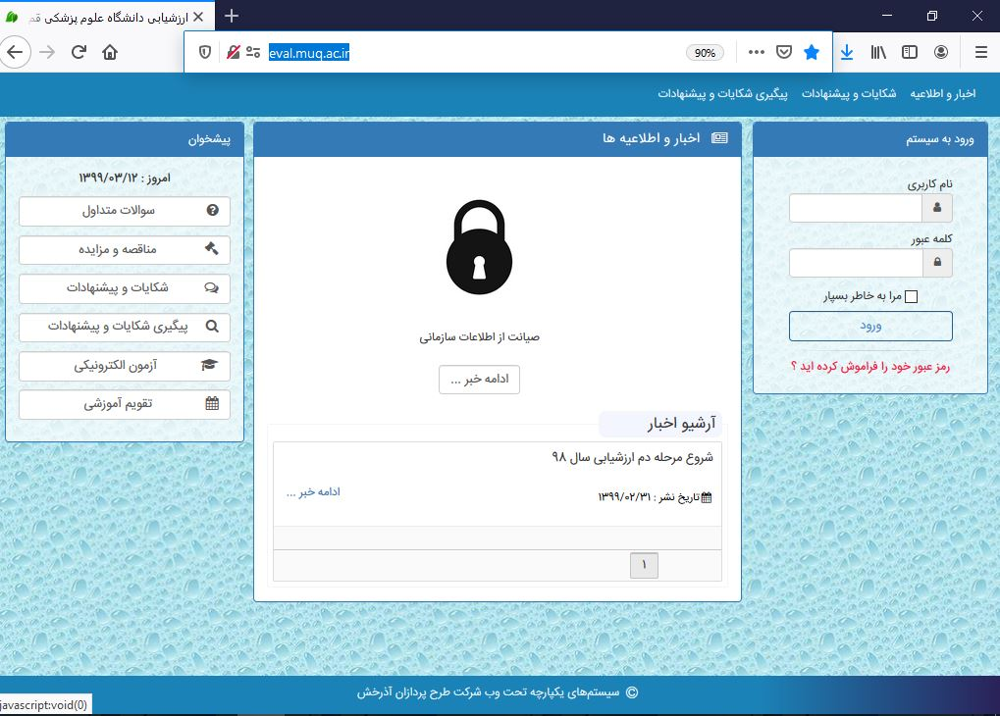 ارزشیابی دانشگاه علوم پزشکی قم
eval.muq.ac.ir
90%
اخبار و اطلاعیه
شکایات و پیشنهادات
پیگیری شکایات و پیشنهادات
ورود به سیستم
نام کاربری
کلمه عبور
مرا به خاطر بسپار
ورود
رمز عبور خود را فراموش کرده اید ؟
اخبار و اطلاعیه ها
صیانت از اطلاعات سازمانی
ادامه خبر ...
آرشیو اخبار
شروع مرحله دم ارزشیابی سال ۹۸
تاریخ نشر : ۱۳۹۹/۰۲/۳۱
ادامه خبر ...
۱
پیشخوان
امروز : ۱۳۹۹/۰۳/۱۲
سوالات متداول
مناقصه و مزایده
شکایات و پیشنهادات
پیگیری شکایات و پیشنهادات
آزمون الکترونیکی
تقویم آموزشی
© سیستم‌های یکپارچه تحت وب شرکت طرح پردازان آذرخش
javascript:void(0)